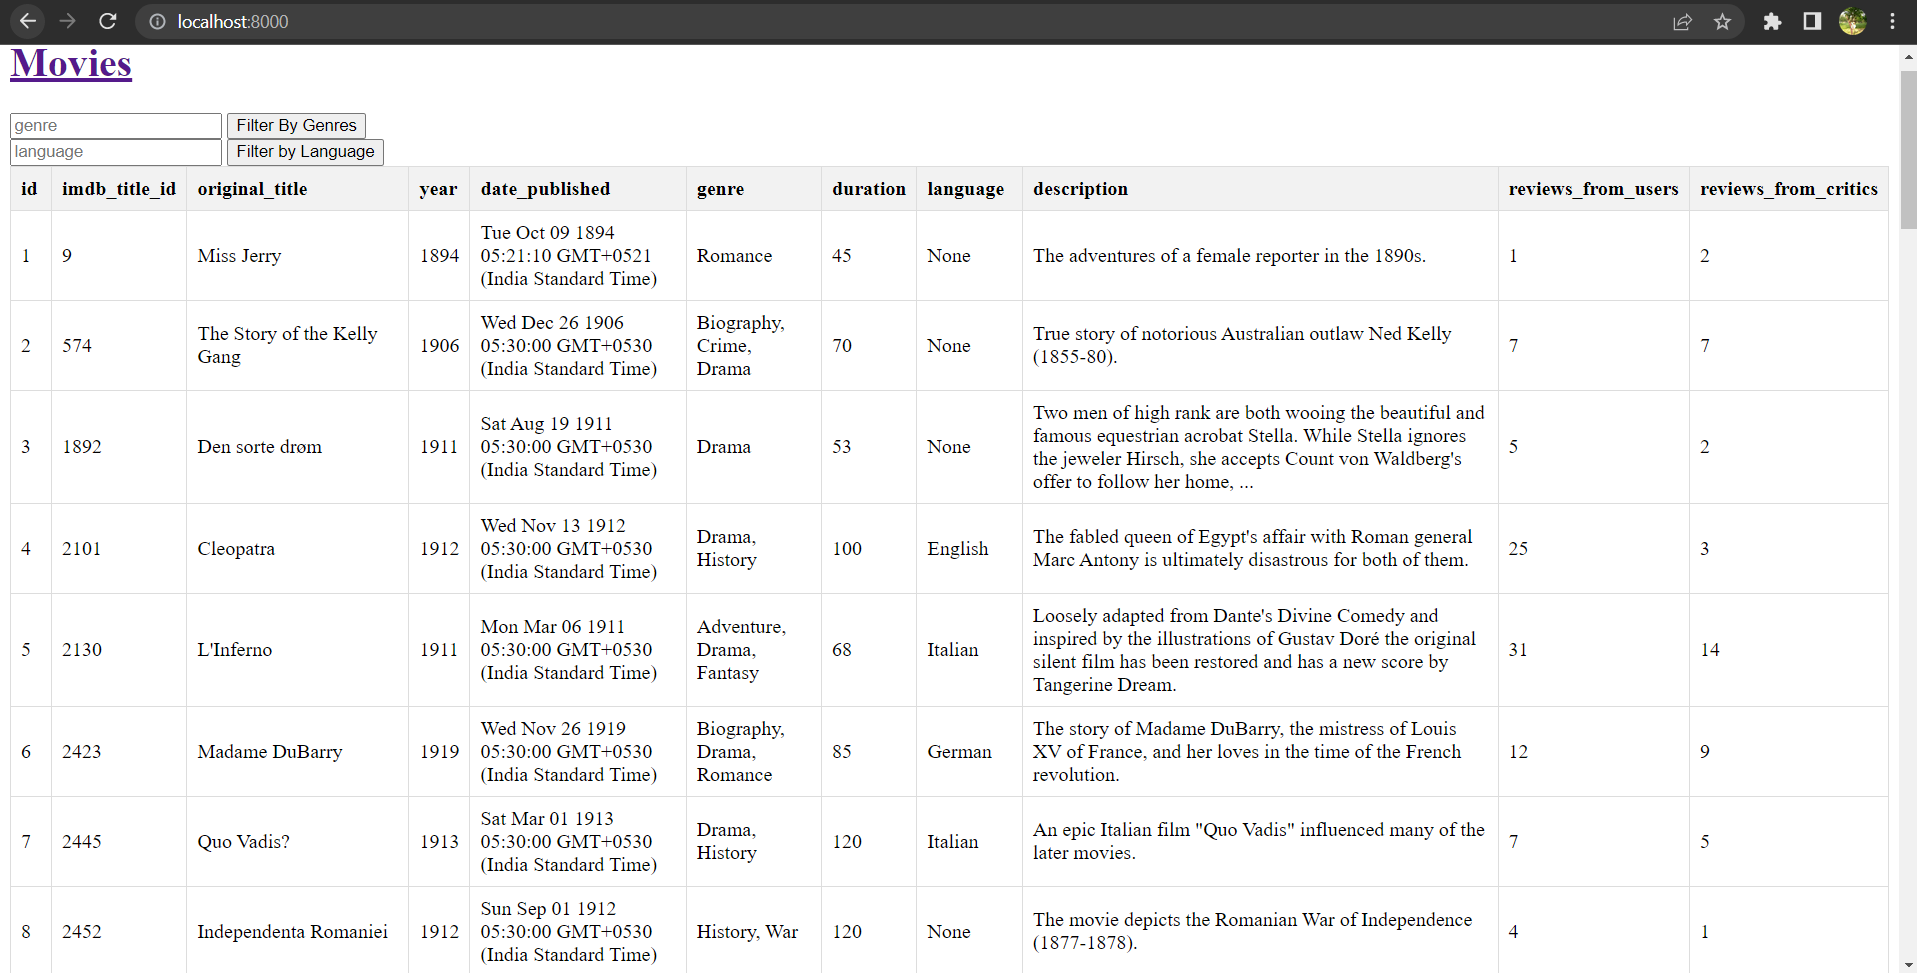 localhost:8000
Movies
genre Filter By Genres
language Filter by Language
id imdb_title_id original_title year date_published genre duration language description reviews_from_users reviews_from_critics
1 9 Miss Jerry 1894 Tue Oct 09 1894
05:21:10 GMT+0521
(India Standard Time) Romance 45 None The adventures of a female reporter in the 1890s. 1 2
2 574 The Story of the Kelly
Gang 1906 Wed Dec 26 1906
05:30:00 GMT+0530
(India Standard Time) Biography,
Crime,
Drama 70 None True story of notorious Australian outlaw Ned Kelly
(1855-80). 7 7
3 1892 Den sorte drøm 1911 Sat Aug 19 1911
05:30:00 GMT+0530
(India Standard Time) Drama 53 None Two men of high rank are both wooing the beautiful and
famous equestrian acrobat Stella. While Stella ignores
the jeweler Hirsch, she accepts Count von Waldberg's
offer to follow her home, ... 5 2
4 2101 Cleopatra 1912 Wed Nov 13 1912
05:30:00 GMT+0530
(India Standard Time) Drama,
History 100 English The fabled queen of Egypt's affair with Roman general
Marc Antony is ultimately disastrous for both of them. 25 3
5 2130 L'Inferno 1911 Mon Mar 06 1911
05:30:00 GMT+0530
(India Standard Time) Adventure,
Drama,
Fantasy 68 Italian Loosely adapted from Dante's Divine Comedy and
inspired by the illustrations of Gustav Doré the original
silent film has been restored and has a new score by
Tangerine Dream. 31 14
6 2423 Madame DuBarry 1919 Wed Nov 26 1919
05:30:00 GMT+0530
(India Standard Time) Biography,
Drama,
Romance 85 German The story of Madame DuBarry, the mistress of Louis
XV of France, and her loves in the time of the French
revolution. 12 9
7 2445 Quo Vadis? 1913 Sat Mar 01 1913
05:30:00 GMT+0530
(India Standard Time) Drama,
History 120 Italian An epic Italian film "Quo Vadis" influenced many of the
later movies. 7 5
8 2452 Independenta Romaniei 1912 Sun Sep 01 1912
05:30:00 GMT+0530
(India Standard Time) History, War 120 None The movie depicts the Romanian War of Independence
(1877-1878). 4 1